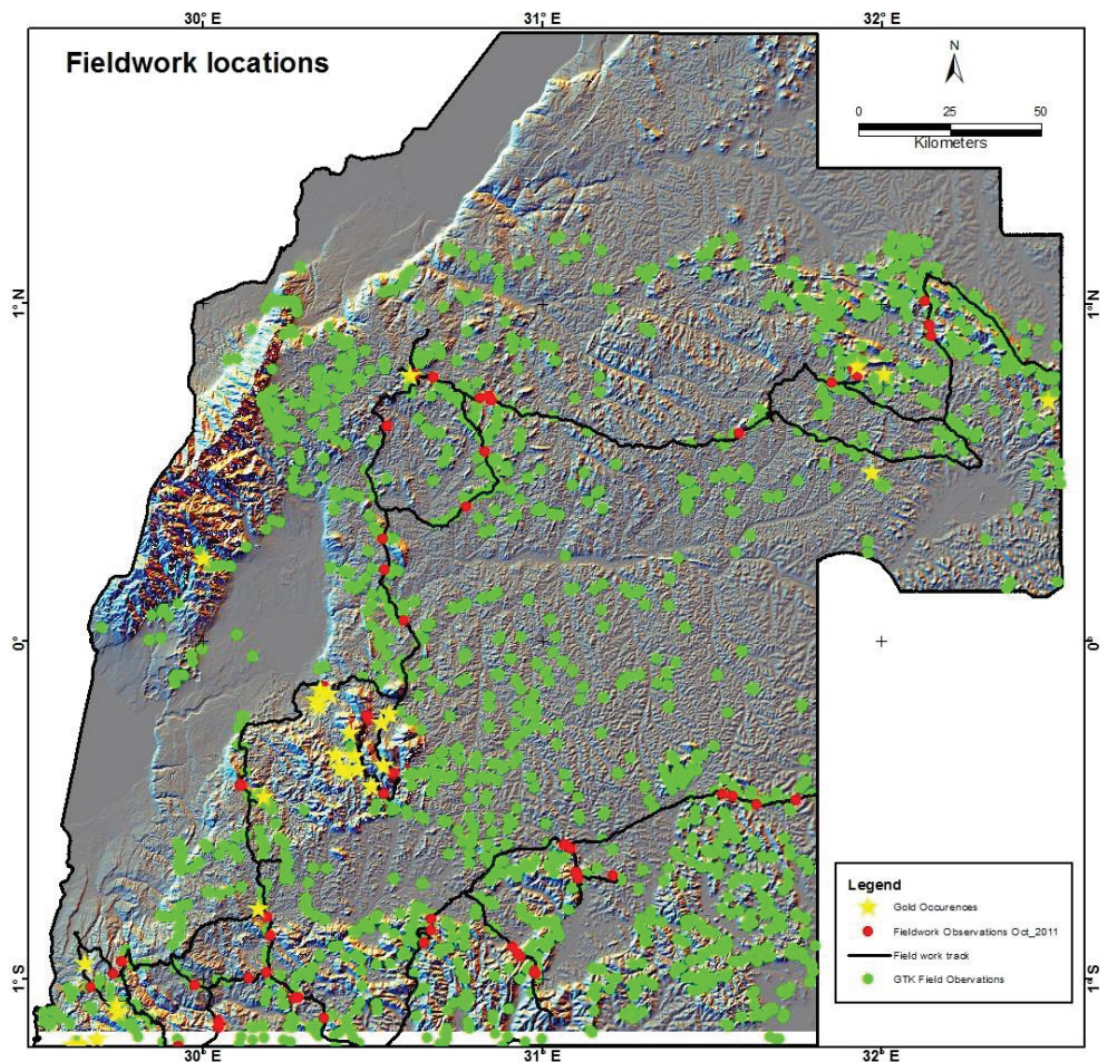 30° E
31° E
32° E
Fieldwork locations
N
0
25
50
Kilometers
1° N
1° N
0°
0°
Legend
Gold Occurences
Fieldwork Observations Oct_2011
Field work track
GTK Field Obervations
1° S
1° S
30° E
31° E
32° E